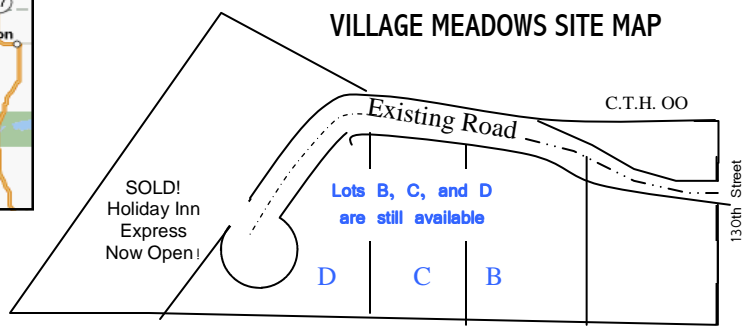 VILLAGE MEADOWS SITE MAP
on
C.T.H. OO
Existing Road
130th Street
SOLD!
Holiday Inn
Express
Now Open!
Lots B, C, and D
are still available
D C B